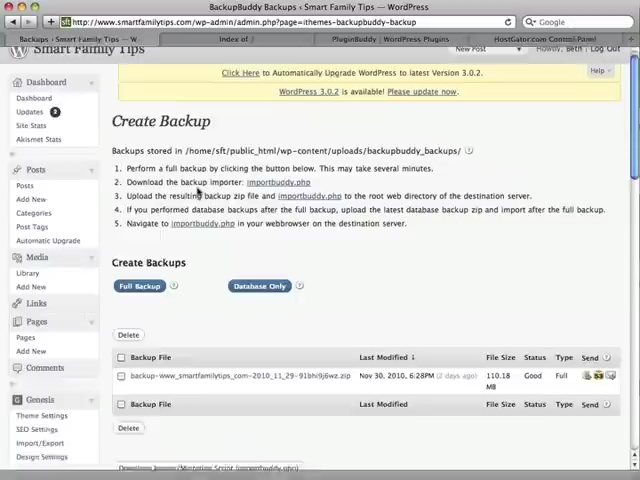 BackupBuddy Backups ‹ Smart Family Tips — WordPress
http://www.smartfamilytips.com/wp-admin/admin.php?page=ithemes-backupbuddy-backup
Google
Backups ‹ Smart Family Tips — W...
Index of /
PluginBuddy | WordPress Plugins
HostGator.com Control Panel
Smart Family Tips
New Post
Howdy, Beth | Log Out
Click Here to Automatically Upgrade WordPress to latest Version 3.0.2.
Help
WordPress 3.0.2 is available! Please update now.
Dashboard
Dashboard
Updates 2
Site Stats
Akismet Stats
Posts
Posts
Add New
Categories
Post Tags
Automatic Upgrade
Media
Library
Add New
Links
Pages
Pages
Add New
Comments
Genesis
Theme Settings
SEO Settings
Import/Export
Design Settings
Create Backup
Backups stored in /home/sft/public_html/wp-content/uploads/backupbuddy_backups/ ?
1. Perform a full backup by clicking the button below. This may take several minutes.
2. Download the backup importer: importbuddy.php
3. Upload the resulting backup zip file and importbuddy.php to the root web directory of the destination server.
4. If you performed database backups after the full backup, upload the latest database backup zip and import after the full backup.
5. Navigate to importbuddy.php in your webbrowser on the destination server.
Create Backups
Full Backup ? Database Only ?
Delete
Backup File Last Modified ↓ File Size Status Type Send ?
backup-www_smartfamilytips_com-2010_11_29-91bhi9j6wz.zip Nov 30, 2010, 6:28PM (2 days ago) 110.18 MB Good Full
Backup File Last Modified File Size Status Type Send ?
Delete